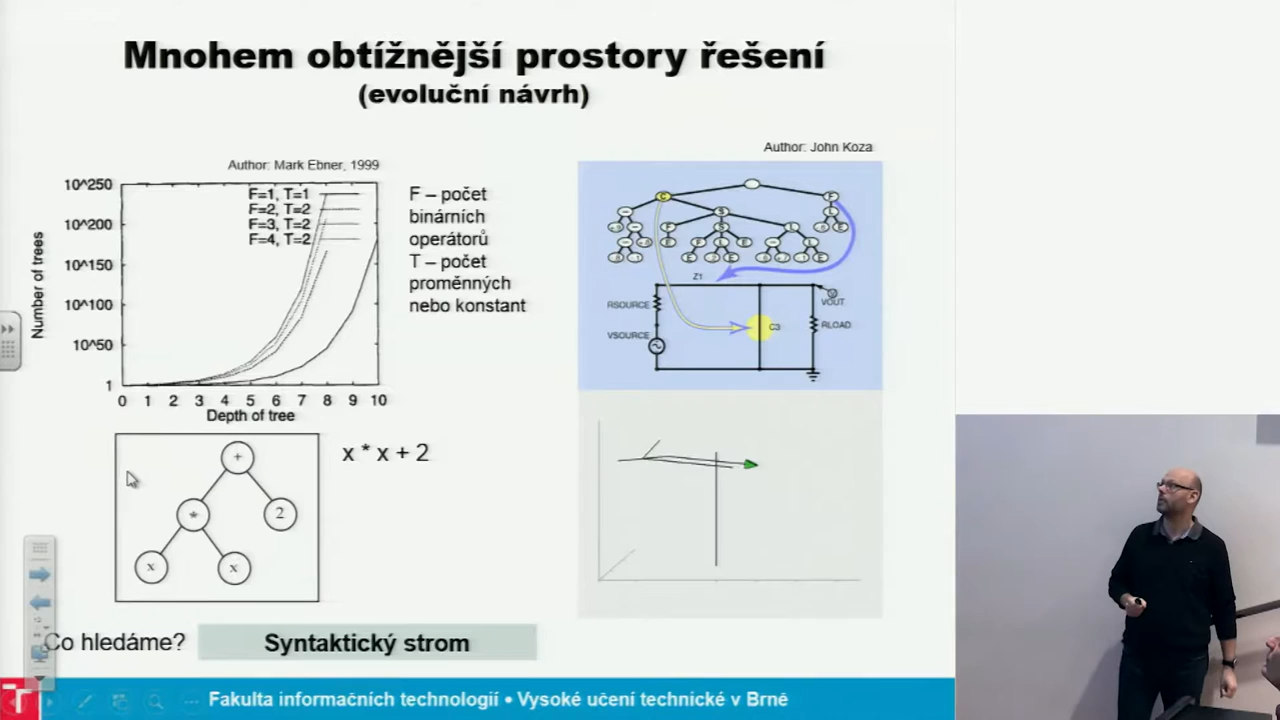 Mnohem obtížnější prostory řešení
(evoluční návrh)
Author: Mark Ebner, 1999
10^250
10^200
10^150
10^100
10^50
1
F=1, T=1
F=2, T=2
F=3, T=2
F=4, T=2
Number of trees
0 1 2 3 4 5 6 7 8 9 10
Depth of tree
F – počet
binárních
operátorů
T – počet
proměnných
nebo konstant
Author: John Koza
C
F
S
L
L
F
S
L
E
F
F
L
E
L
E
E
E
E
E
Z1
RSOURCE
VSOURCE
C3
V
VOUT
RLOAD
+
*
2
x
x
x * x + 2
Co hledáme?
Syntaktický strom
T
Fakulta informačních technologií • Vysoké učení technické v Brně